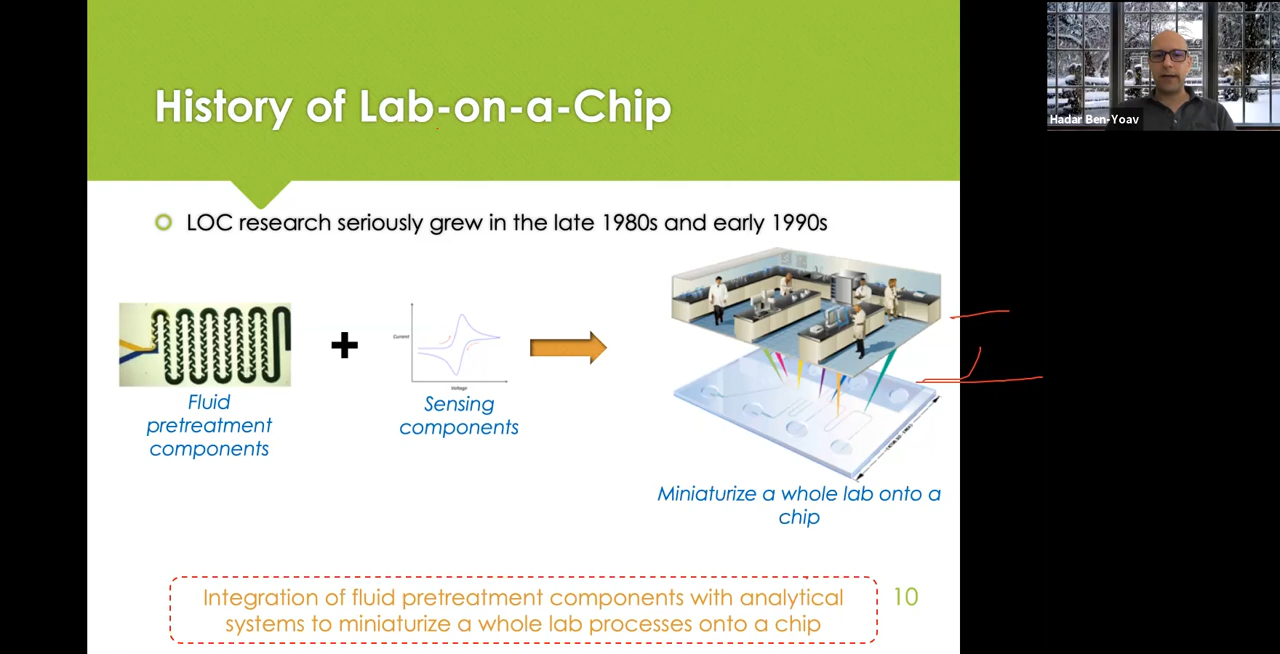 History of Lab-on-a-Chip
Hadar Ben-Yoav
LOC research seriously grew in the late 1980s and early 1990s
Current
Voltage
Fluid
pretreatment
components
+
Sensing
components
Miniaturize a whole lab onto a
chip
Integration of fluid pretreatment components with analytical
systems to miniaturize a whole lab processes onto a chip
10